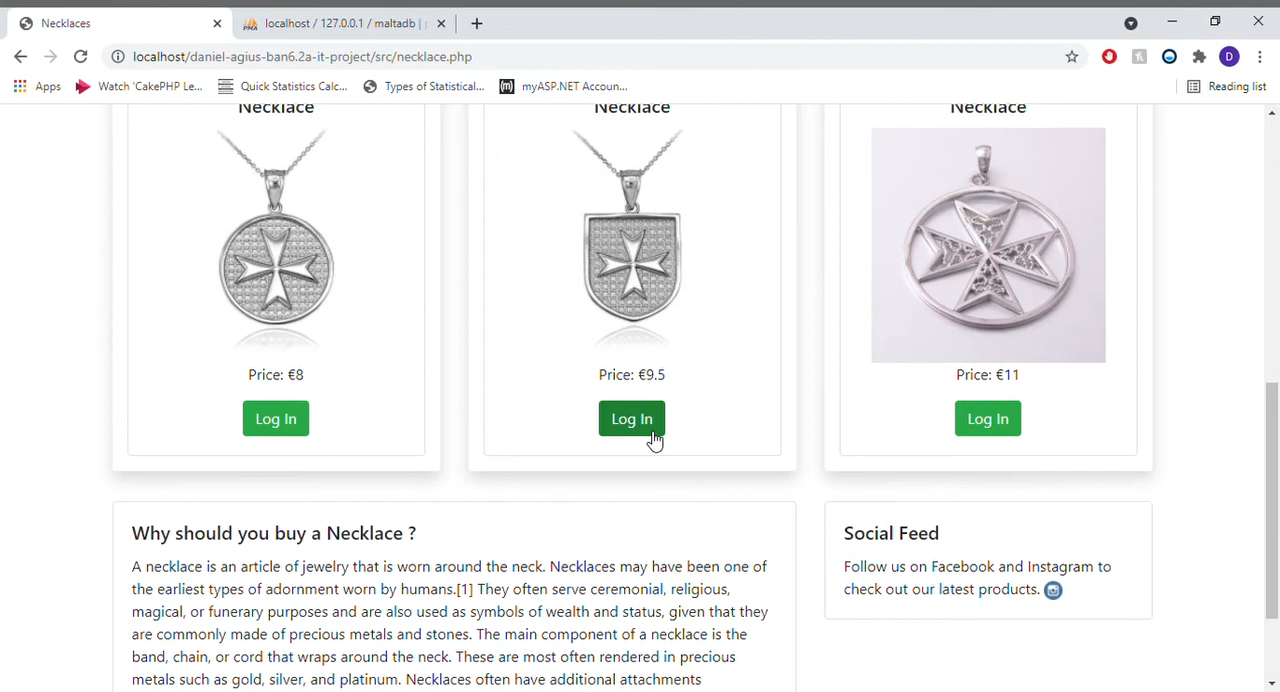 Necklaces
localhost / 127.0.0.1 / maltadb |
localhost/daniel-agius-ban6.2a-it-project/src/necklace.php
D
Apps
Watch 'CakePHP Le...
Quick Statistics Calc...
Types of Statistical...
myASP.NET Accoun...
Reading list
Necklace
Necklace
Necklace
Price: €8
Price: €9.5
Price: €11
Log In
Log In
Log In
Why should you buy a Necklace ?
A necklace is an article of jewelry that is worn around the neck. Necklaces may have been one of
the earliest types of adornment worn by humans.[1] They often serve ceremonial, religious,
magical, or funerary purposes and are also used as symbols of wealth and status, given that they
are commonly made of precious metals and stones. The main component of a necklace is the
band, chain, or cord that wraps around the neck. These are most often rendered in precious
metals such as gold, silver, and platinum. Necklaces often have additional attachments
Social Feed
Follow us on Facebook and Instagram to
check out our latest products.